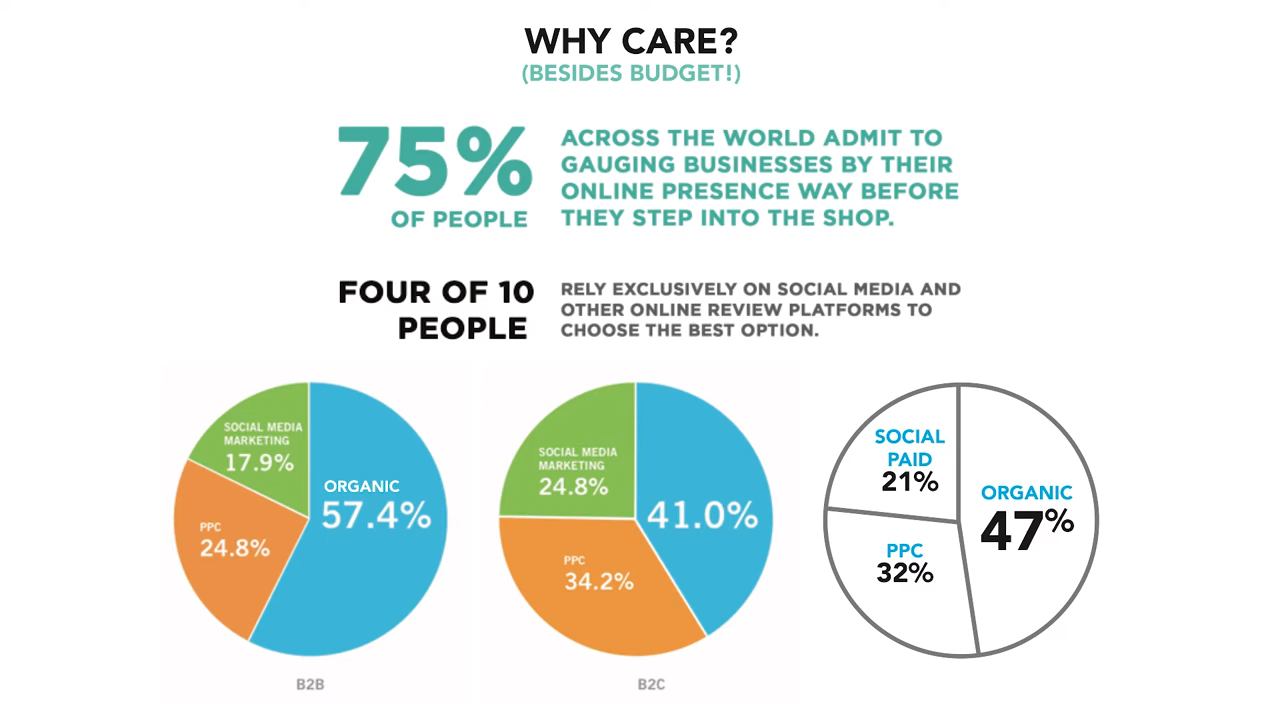 WHY CARE?
(BESIDES BUDGET!)
75%
OF PEOPLE
ACROSS THE WORLD ADMIT TO
GAUGING BUSINESSES BY THEIR
ONLINE PRESENCE WAY BEFORE
THEY STEP INTO THE SHOP.
FOUR OF 10
PEOPLE
RELY EXCLUSIVELY ON SOCIAL MEDIA AND
OTHER ONLINE REVIEW PLATFORMS TO
CHOOSE THE BEST OPTION.
SOCIAL MEDIA
MARKETING
17.9%
ORGANIC
57.4%
PPC
24.8%
B2B
SOCIAL MEDIA
MARKETING
24.8%
41.0%
PPC
34.2%
B2C
SOCIAL
PAID
21%
ORGANIC
47%
PPC
32%